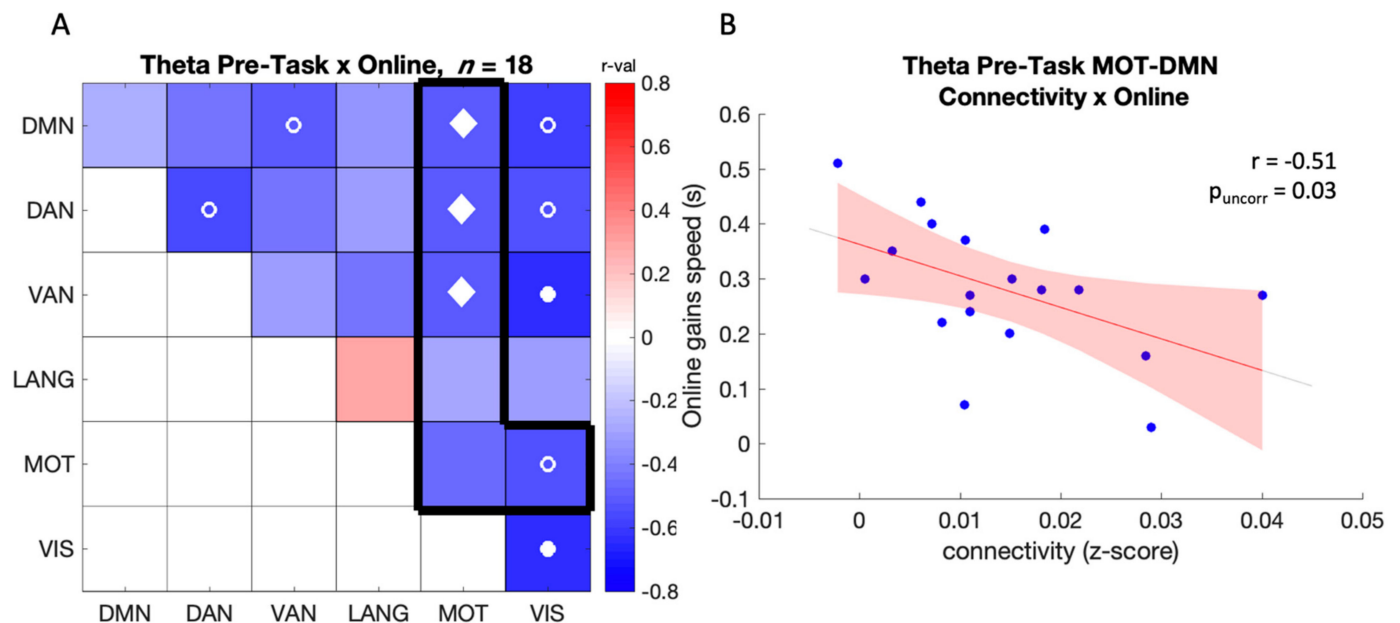 A
Theta Pre-Task x Online, n = 18
r-val
DMN
DAN
VAN
LANG
MOT
VIS
DMN
DAN
VAN
LANG
MOT
VIS
0.8
0.6
0.4
0.2
0
-0.2
-0.4
-0.6
-0.8
B
Theta Pre-Task MOT-DMN
Connectivity x Online
r = -0.51
puncorr = 0.03
Online gains speed (s)
0.6
0.5
0.4
0.3
0.2
0.1
0
-0.1
-0.01
0
0.01
0.02
0.03
0.04
0.05
connectivity (z-score)